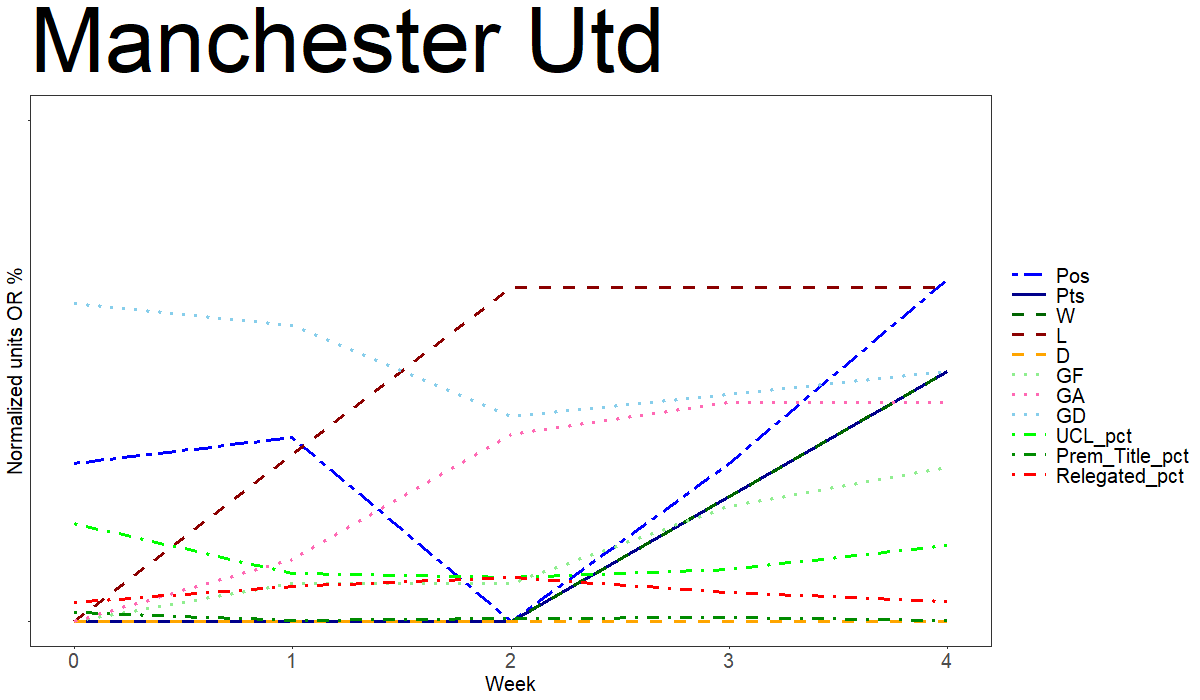 Manchester Utd
Normalized units OR %
Pos
Pts
W
L
D
GF
GA
GD
UCL_pct
Prem_Title_pct
Relegated_pct
0 1 2 3 4
Week